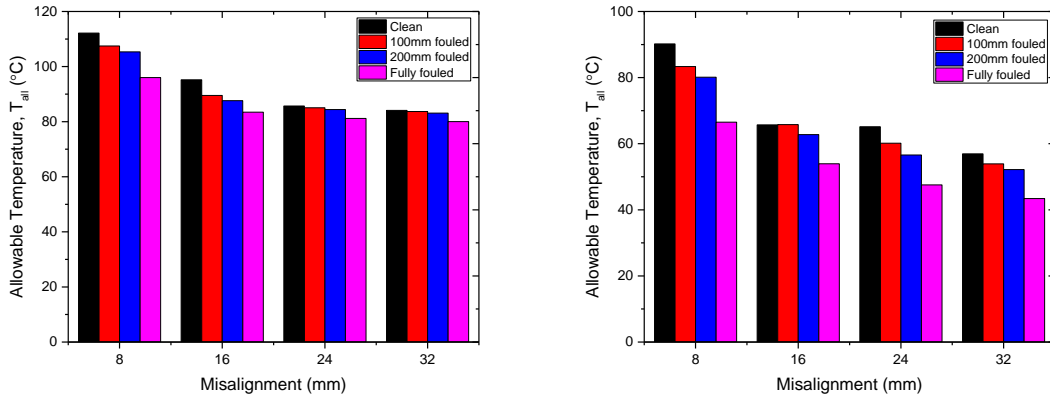 120
100
80
60
40
20
0
Allowable Temperature, T_all (°C)
Clean
100mm fouled
200mm fouled
Fully fouled
8 16 24 32
Misalignment (mm)
100
80
60
40
20
0
Allowable Temperature, T_all (°C)
Clean
100mm fouled
200mm fouled
Fully fouled
8 16 24 32
Misalignment (mm)